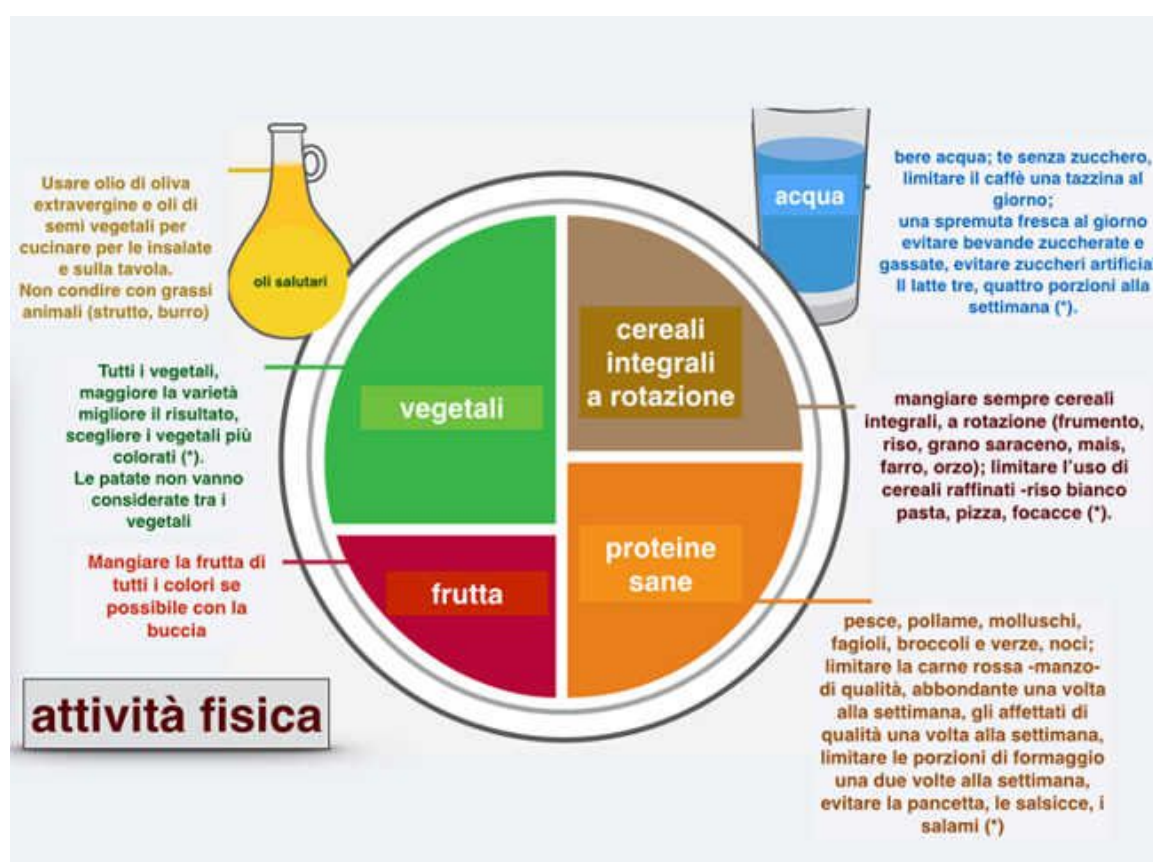 Usare olio di oliva
extravergine e oli di
semi vegetali per
cucinare per le insalate
e sulla tavola.
Non condire con grassi
animali (strutto, burro)
oli salutari
acqua
bere acqua; te senza zucchero,
limitare il caffè una tazzina al
giorno;
una spremuta fresca al giorno
evitare bevande zuccherate e
gassate, evitare zuccheri artificial
Il latte tre, quattro porzioni alla
settimana (*).
Tutti i vegetali,
maggiore la varietà
migliore il risultato,
scegliere i vegetali più
colorati (*).
Le patate non vanno
considerate tra i
vegetali
vegetali
cereali
integrali
a rotazione
mangiare sempre cereali
integrali, a rotazione (frumento,
riso, grano saraceno, mais,
farro, orzo); limitare l'uso di
cereali raffinati -riso bianco
pasta, pizza, focacce (*).
Mangiare la frutta di
tutti i colori se
possibile con la
buccia
frutta
proteine
sane
pesce, pollame, molluschi,
fagioli, broccoli e verze, noci;
limitare la carne rossa -manzo-
di qualità, abbondante una volta
alla settimana, gli affettati di
qualità una volta alla settimana,
limitare le porzioni di formaggio
una due volte alla settimana,
evitare la pancetta, le salsicce, i
salami (*)
attività fisica